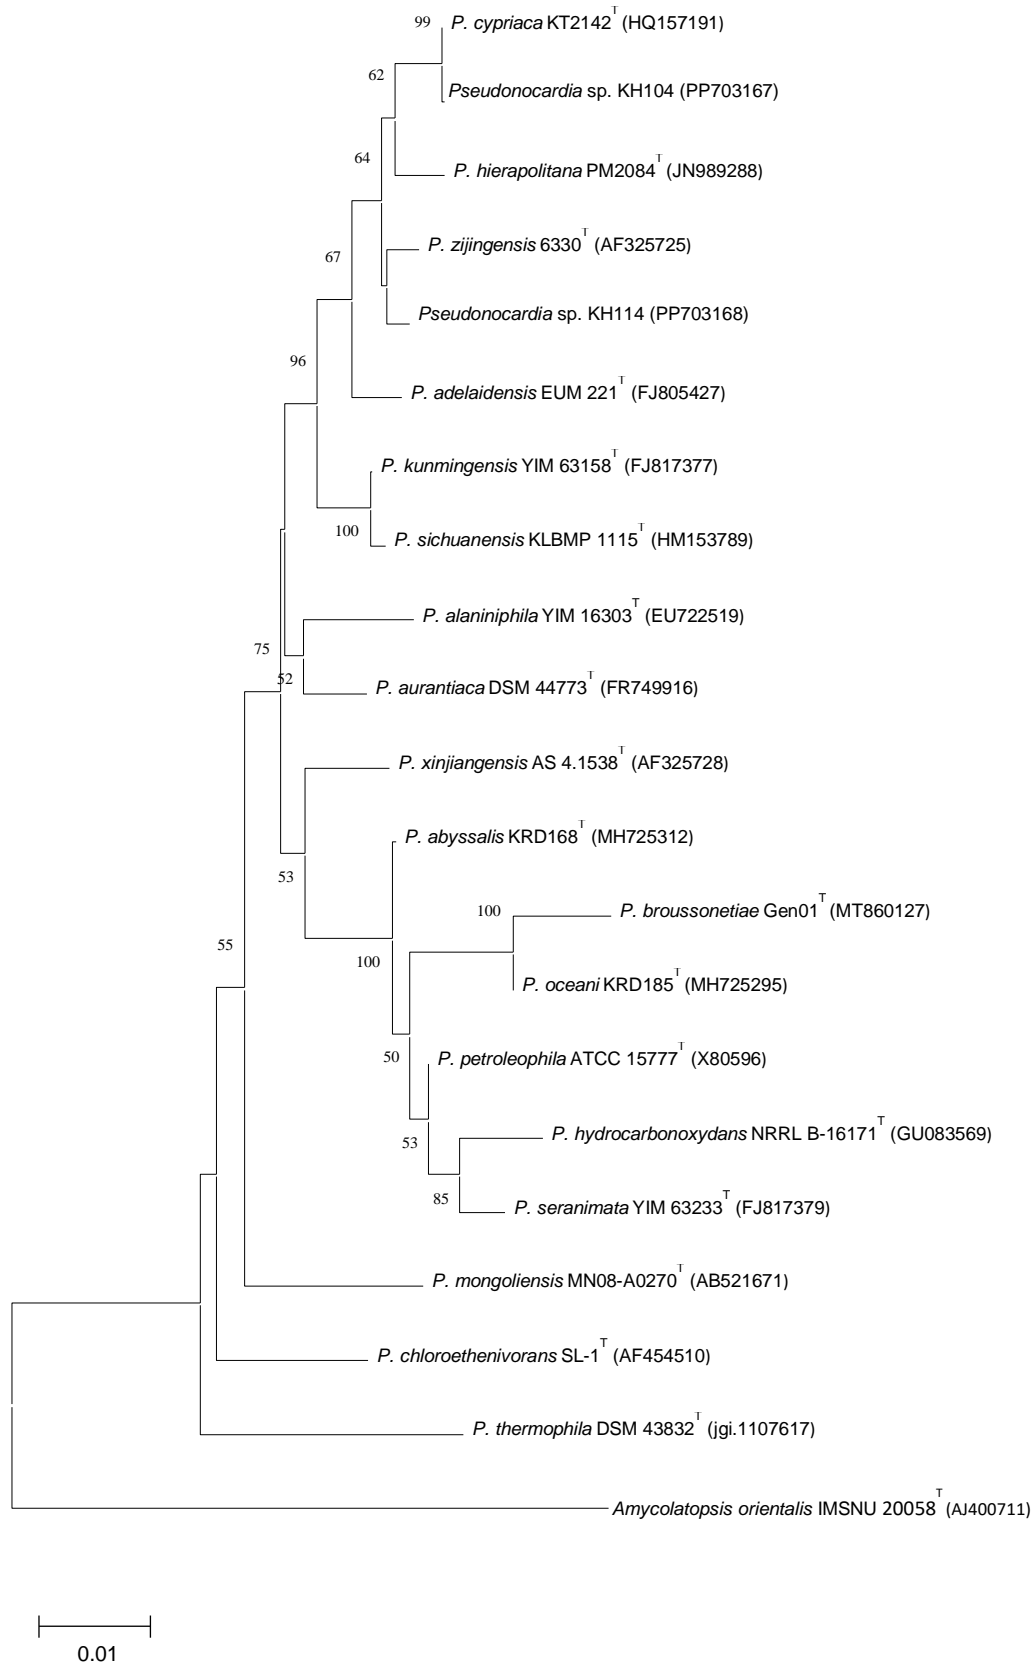 99
P. cypriaca KT2142T (HQ157191)
62
Pseudonocardia sp. KH104 (PP703167)
64
P. hierapolitana PM2084T (JN989288)
P. zijingensis 6330T (AF325725)
67
Pseudonocardia sp. KH114 (PP703168)
96
P. adelaidensis EUM 221T (FJ805427)
P. kunmingensis YIM 63158T (FJ817377)
100
P. sichuanensis KLBMP 1115T (HM153789)
P. alaniniphila YIM 16303T (EU722519)
75
52
P. aurantiaca DSM 44773T (FR749916)
P. xinjiangensis AS 4.1538T (AF325728)
P. abyssalis KRD168T (MH725312)
53
100
P. broussonetiae Gen01T (MT860127)
55
100
P. oceani KRD185T (MH725295)
50
P. petroleophila ATCC 15777T (X80596)
P. hydrocarbonoxydans NRRL B-16171T (GU083569)
53
85
P. seranimata YIM 63233T (FJ817379)
P. mongoliensis MN08-A0270T (AB521671)
P. chloroethenivorans SL-1T (AF454510)
P. thermophila DSM 43832T (jgi.1107617)
Amycolatopsis orientalis IMSNU 20058T (AJ400711)
0.01